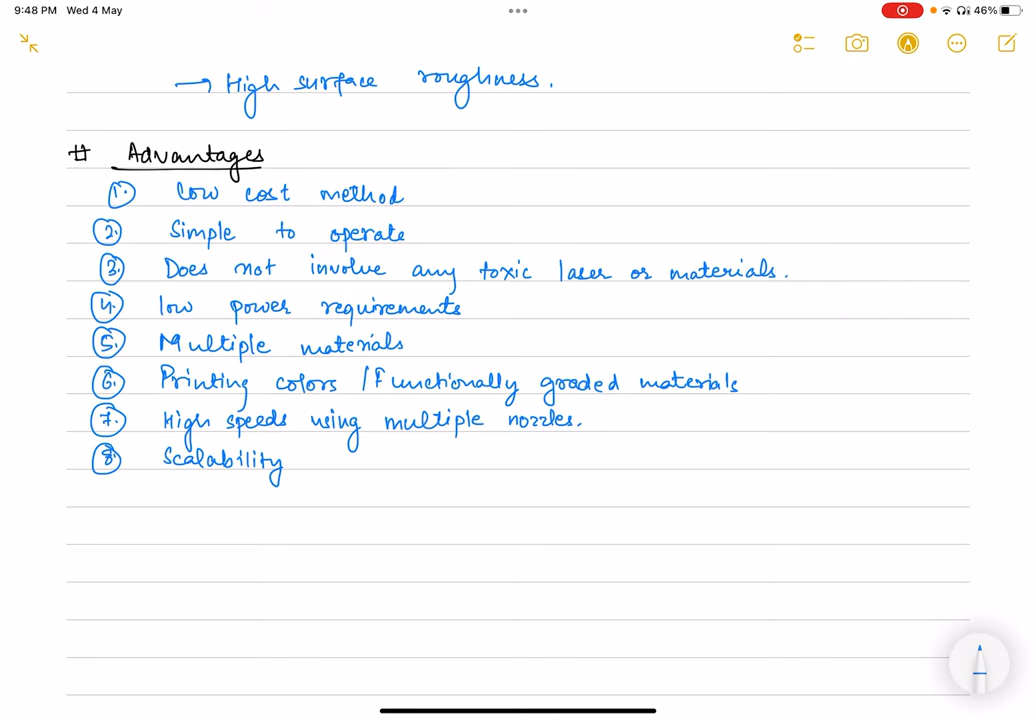 9:48 PM Wed 4 May 46%
→ High surface roughness.
# Advantages
1. Low cost method
2. Simple to operate
3. Does not involve any toxic laser or materials.
4. low power requirements
5. Multiple materials
6. Printing colors / Functionally graded materials
7. High speeds using multiple nozzles.
8. Scalability